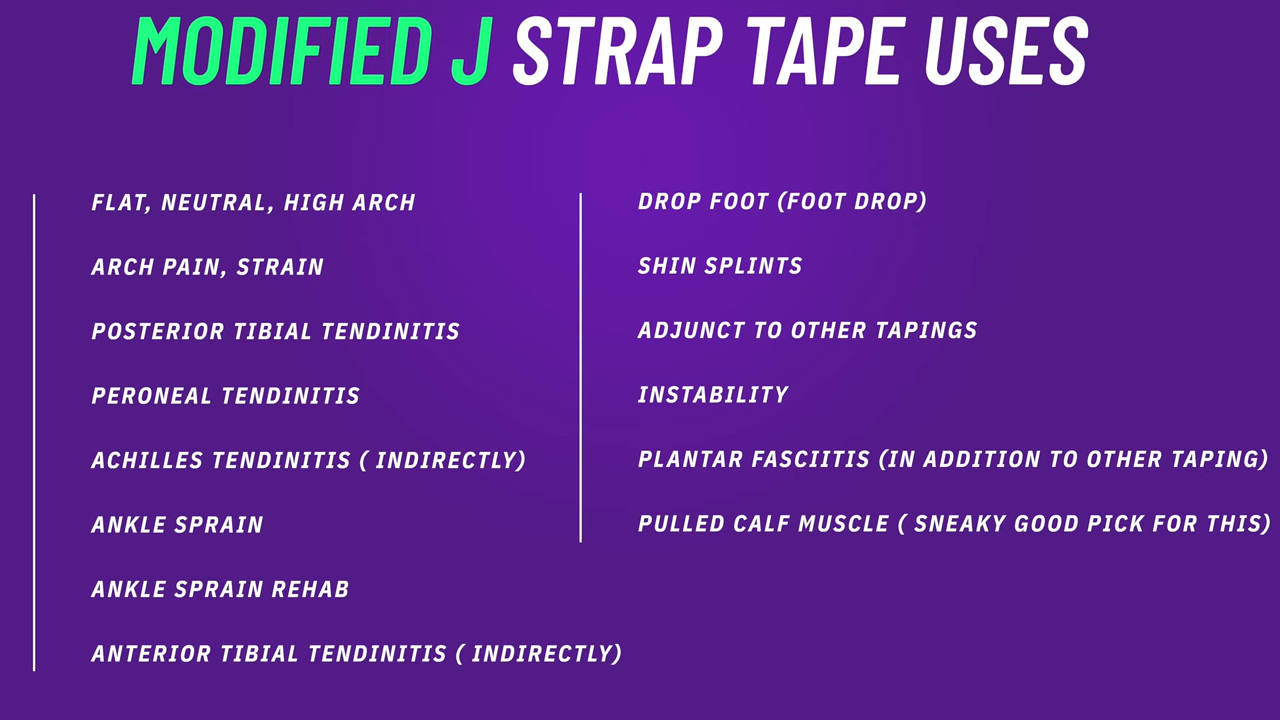 MODIFIED J STRAP TAPE USES
FLAT, NEUTRAL, HIGH ARCH
ARCH PAIN, STRAIN
POSTERIOR TIBIAL TENDINITIS
PERONEAL TENDINITIS
ACHILLES TENDINITIS ( INDIRECTLY)
ANKLE SPRAIN
ANKLE SPRAIN REHAB
ANTERIOR TIBIAL TENDINITIS ( INDIRECTLY)
DROP FOOT (FOOT DROP)
SHIN SPLINTS
ADJUNCT TO OTHER TAPINGS
INSTABILITY
PLANTAR FASCIITIS (IN ADDITION TO OTHER TAPING)
PULLED CALF MUSCLE ( SNEAKY GOOD PICK FOR THIS)